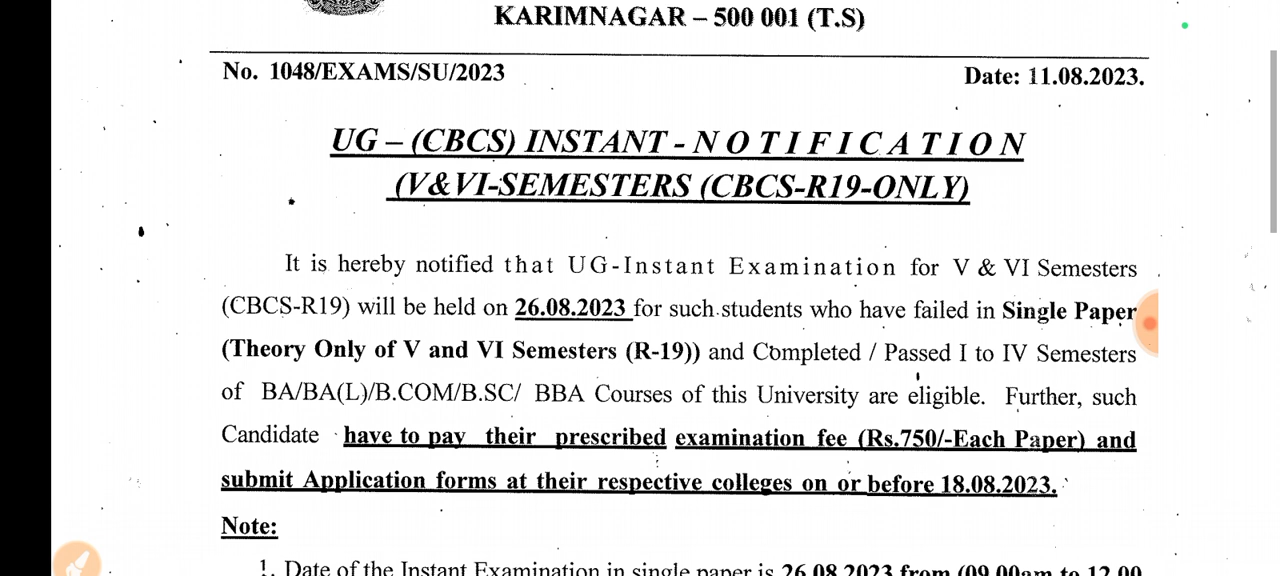 KARIMNAGAR – 500 001 (T.S)
No. 1048/EXAMS/SU/2023 Date: 11.08.2023.
UG – (CBCS) INSTANT - N O T I F I C A T I O N
(V&VI-SEMESTERS (CBCS-R19-ONLY)
It is hereby notified that UG-Instant Examination for V & VI Semesters
(CBCS-R19) will be held on 26.08.2023 for such students who have failed in Single Paper
(Theory Only of V and VI Semesters (R-19)) and Completed / Passed I to IV Semesters
of BA/BA(L)/B.COM/B.SC/ BBA Courses of this University are eligible. Further, such
Candidate have to pay their prescribed examination fee (Rs.750/-Each Paper) and
submit Application forms at their respective colleges on or before 18.08.2023.
Note:
1. Date of the Instant Examination in single paper is 26.08.2023 from (09.00am to 12.00